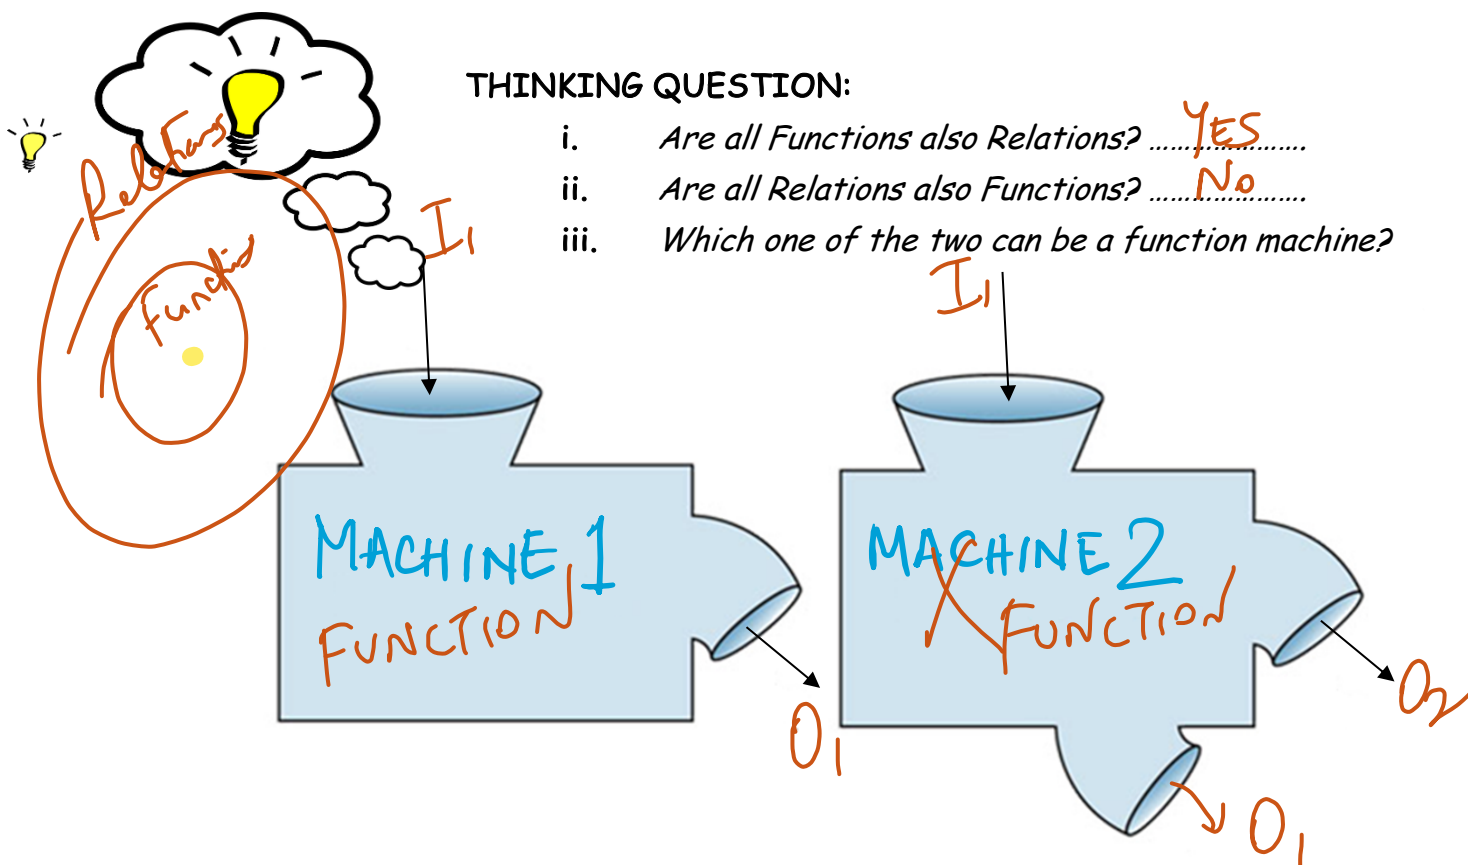 THINKING QUESTION:
i. Are all Functions also Relations? ..................... YES
ii. Are all Relations also Functions? ..................... No
iii. Which one of the two can be a function machine?
Relations
Function
I1
I1
MACHINE 1
FUNCTION
MACHINE 2
X FUNCTION
O1
O2
O1